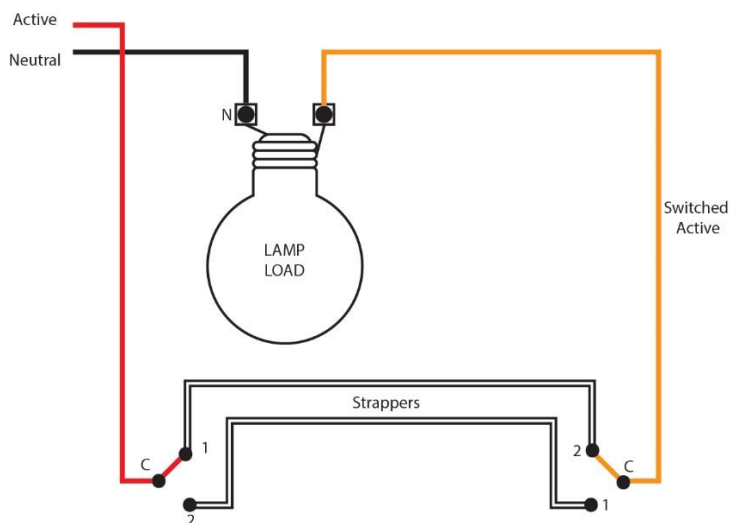 Active
Neutral
N
LAMP
LOAD
Switched
Active
Strappers
1
2
C
C
2
1